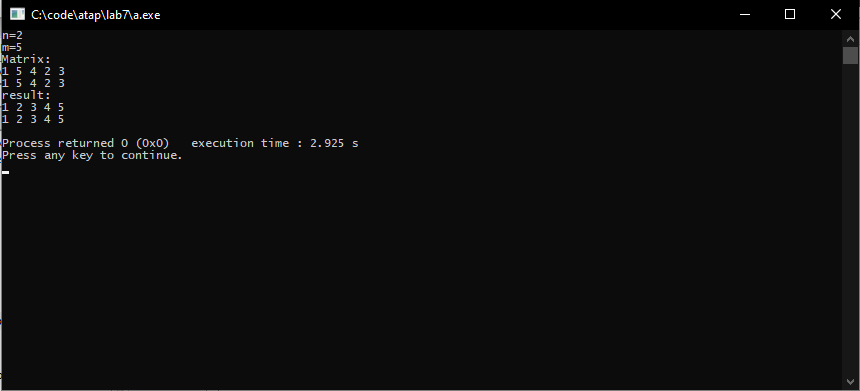 C:\code\atap\lab7\a.exe
n=2
m=5
Matrix:
1 5 4 2 3
1 5 4 2 3
result:
1 2 3 4 5
1 2 3 4 5
Process returned 0 (0x0)   execution time : 2.925 s
Press any key to continue.